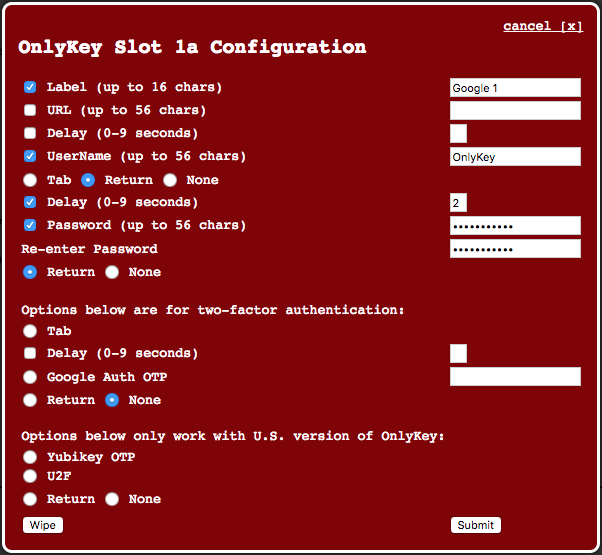 cancel [x]
OnlyKey Slot 1a Configuration
Label (up to 16 chars) Google 1
URL (up to 56 chars)
Delay (0-9 seconds)
UserName (up to 56 chars) OnlyKey
Tab Return None
Delay (0-9 seconds) 2
Password (up to 56 chars) •••••••••••
Re-enter Password •••••••••••
Return None
Options below are for two-factor authentication:
Tab
Delay (0-9 seconds)
Google Auth OTP
Return None
Options below only work with U.S. version of OnlyKey:
Yubikey OTP
U2F
Return None
Wipe Submit